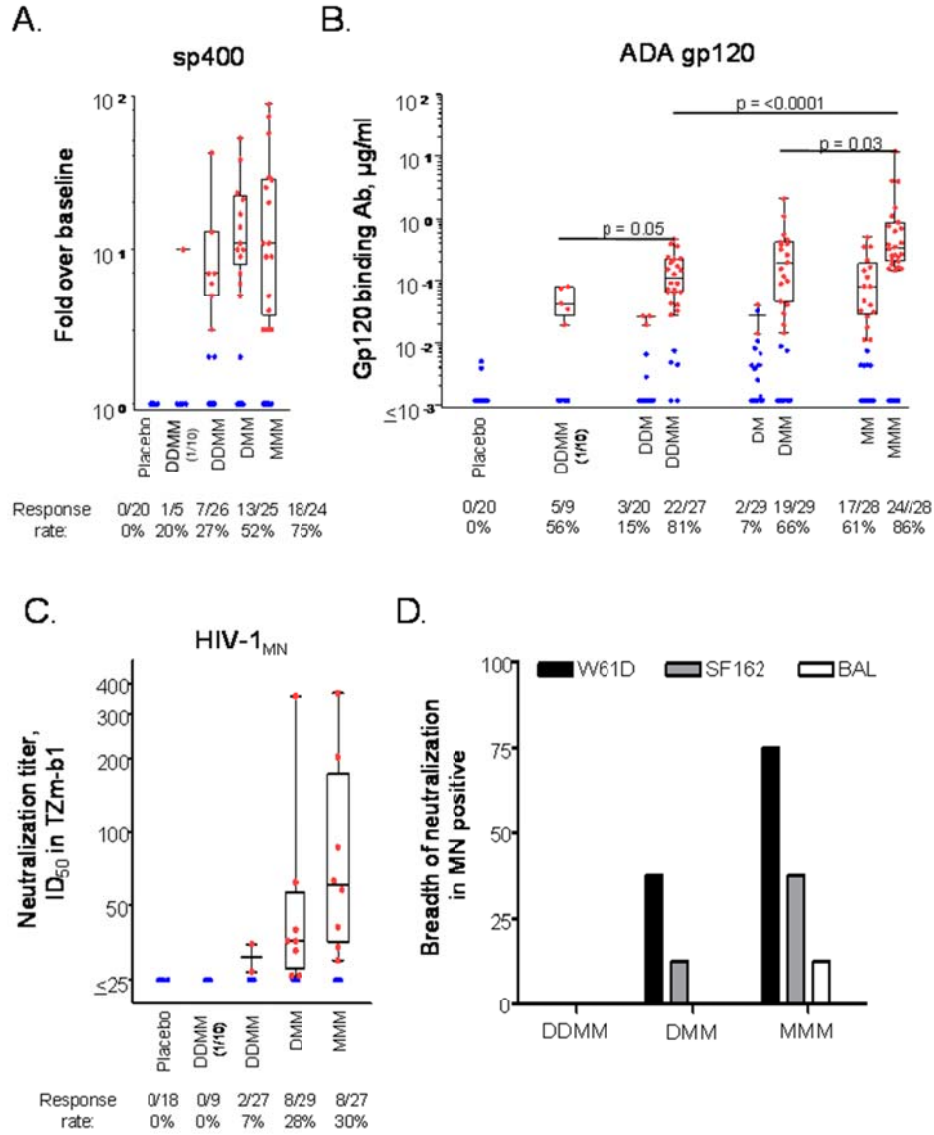 A.
sp400
10²
10¹
10⁰
Fold over baseline
Placebo
DDMM (1/10)
DDMM
DMM
MMM
Response rate:
0/20 1/5 7/26 13/25 18/24
0% 20% 27% 52% 75%
B.
ADA gp120
10²
10¹
10⁰
10⁻¹
10⁻²
≤10⁻³
Gp120 binding Ab, µg/ml
p = <0.0001
p = 0.03
p = 0.05
Placebo
DDMM (1/10)
DDM
DDMM
DM
DMM
MM
MMM
0/20 5/9 3/20 22/27 2/29 19/29 17/28 24//28
0% 56% 15% 81% 7% 66% 61% 86%
C.
HIV-1MN
400
300
200
100
50
≤25
Neutralization titer,
ID50 in TZm-b1
Placebo
DDMM (1/10)
DDMM
DMM
MMM
Response rate:
0/18 0/9 2/27 8/29 8/27
0% 0% 7% 28% 30%
D.
W61D SF162 BAL
100
75
50
25
0
Breadth of neutralization
in MN positive
DDMM DMM MMM